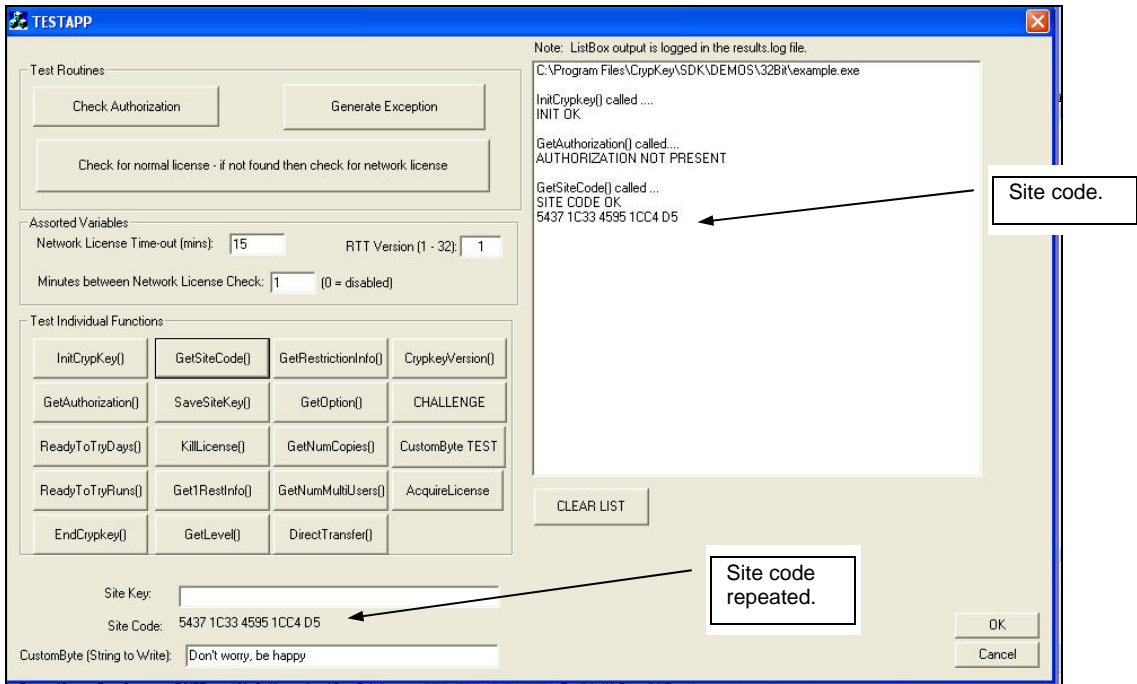 TESTAPP
Note: ListBox output is logged in the results.log file.
Test Routines
Check Authorization
Generate Exception
Check for normal license - if not found then check for network license
C:\Program Files\CrypKey\SDK\DEMOS\32Bit\example.exe
InitCrypkey() called ....
INIT OK
GetAuthorization() called....
AUTHORIZATION NOT PRESENT
GetSiteCode() called ...
SITE CODE OK
5437 1C33 4595 1CC4 D5
Site code.
Assorted Variables
Network License Time-out (mins): 15
RTT Version (1 - 32): 1
Minutes between Network License Check: 1 (0 = disabled)
Test Individual Functions
InitCrypKey() GetSiteCode() GetRestrictionInfo() CrypkeyVersion()
GetAuthorization() SaveSiteKey() GetOption() CHALLENGE
ReadyToTryDays() KillLicense() GetNumCopies() CustomByte TEST
ReadyToTryRuns() Get1RestInfo() GetNumMultiUsers() AcquireLicense
EndCrypkey() GetLevel() DirectTransfer()
CLEAR LIST
Site code
repeated.
Site Key:
Site Code: 5437 1C33 4595 1CC4 D5
CustomByte (String to Write): Don't worry, be happy
OK
Cancel